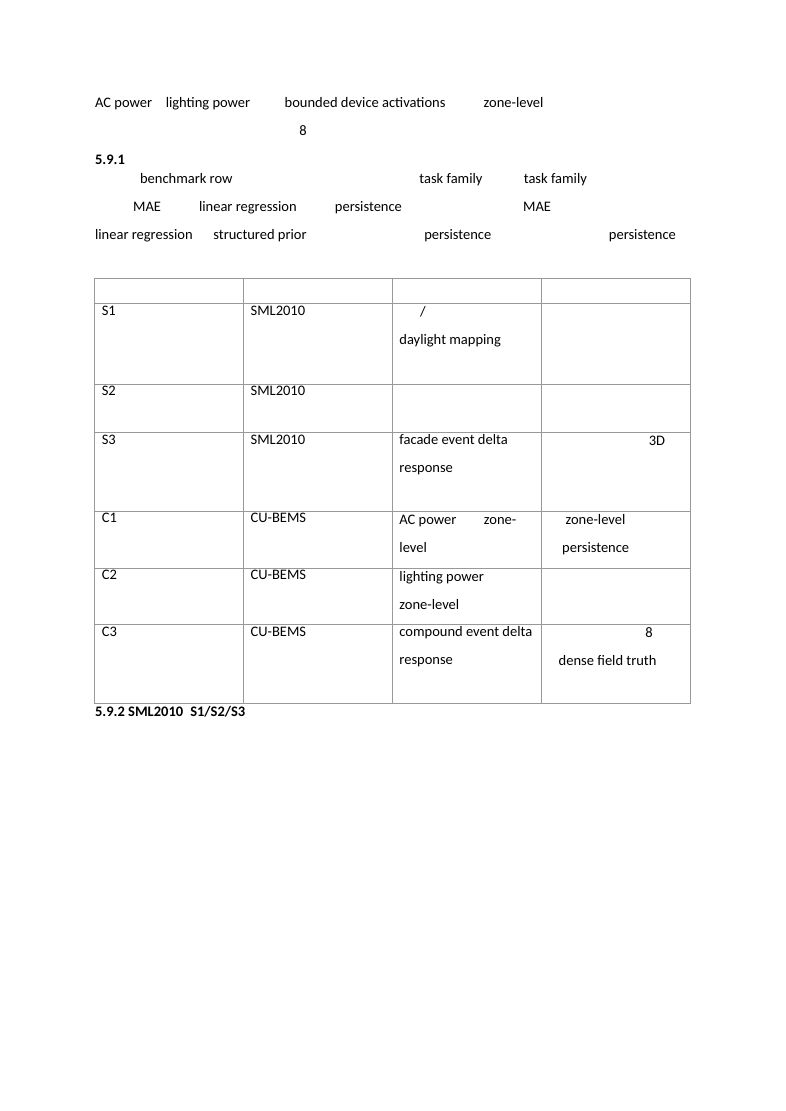 AC power lighting power bounded device activations zone-level
8
5.9.1
benchmark row task family task family
MAE linear regression persistence MAE
linear regression structured prior persistence persistence
S1 SML2010 /
daylight mapping
S2 SML2010
S3 SML2010 facade event delta 3D
response
C1 CU-BEMS AC power zone- zone-level
level persistence
C2 CU-BEMS lighting power
zone-level
C3 CU-BEMS compound event delta 8
response dense field truth
5.9.2 SML2010 S1/S2/S3